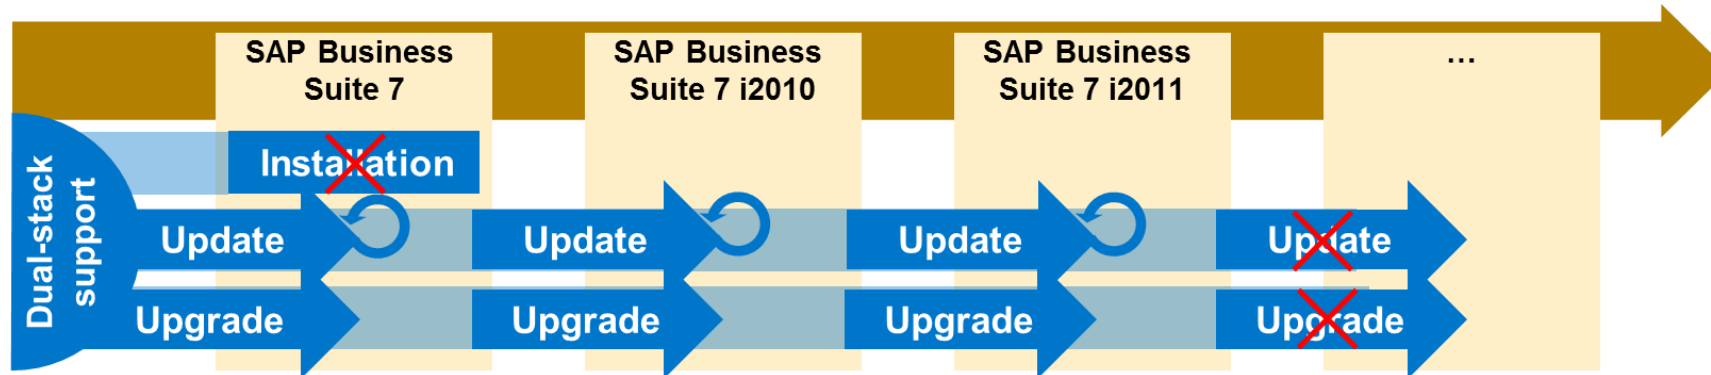 SAP Business
Suite 7
SAP Business
Suite 7 i2010
SAP Business
Suite 7 i2011
...
Dual-stack
support
Installation
Update
Update
Update
Update
Upgrade
Upgrade
Upgrade
Upgrade